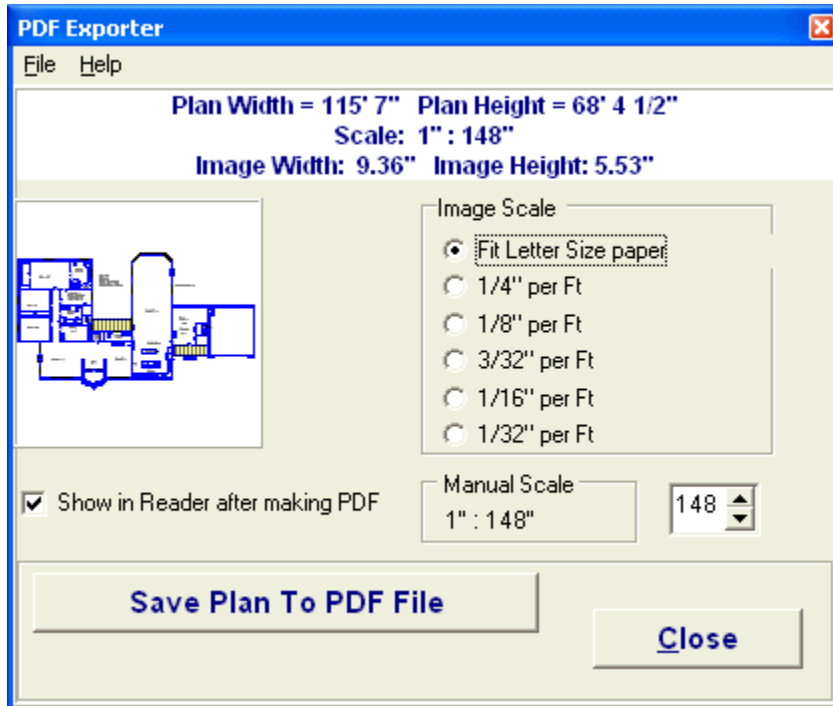 PDF Exporter
File Help
Plan Width = 115' 7" Plan Height = 68' 4 1/2"
Scale: 1" : 148"
Image Width: 9.36" Image Height: 5.53"
Image Scale
Fit Letter Size paper
1/4" per Ft
1/8" per Ft
3/32" per Ft
1/16" per Ft
1/32" per Ft
Show in Reader after making PDF
Manual Scale
1" : 148"
148
Save Plan To PDF File
Close